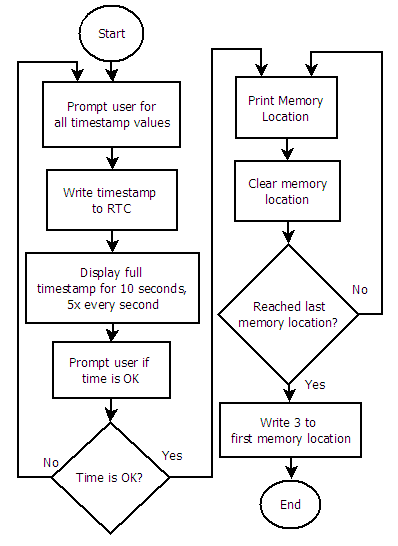 Start
Prompt user for
all timestamp values
Write timestamp
to RTC
Display full
timestamp for 10 seconds,
5x every second
Prompt user if
time is OK
Time is OK?
No
Yes
Print Memory
Location
Clear memory
location
Reached last
memory location?
No
Yes
Write 3 to
first memory location
End